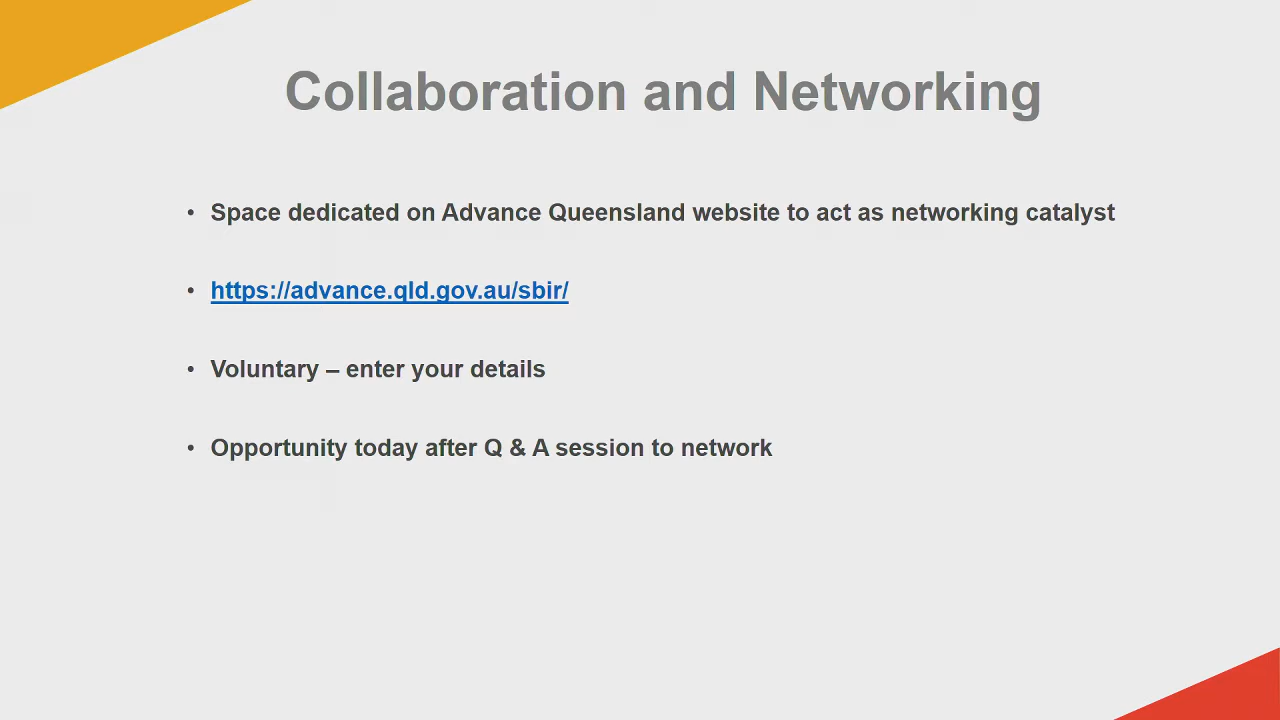 Collaboration and Networking
• Space dedicated on Advance Queensland website to act as networking catalyst
• https://advance.qld.gov.au/sbir/
• Voluntary – enter your details
• Opportunity today after Q & A session to network